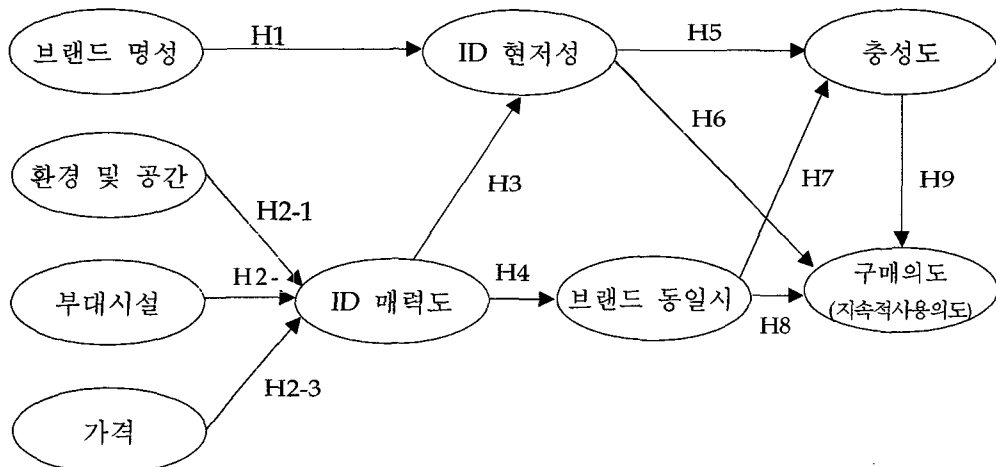 브랜드 명성
H1
ID 현저성
H5
충성도
환경 및 공간
H2-1
H3
H6
H7
H9
부대시설
H2-
ID 매력도
H4
브랜드 동일시
H8
구매의도
(지속적사용의도)
가격
H2-3